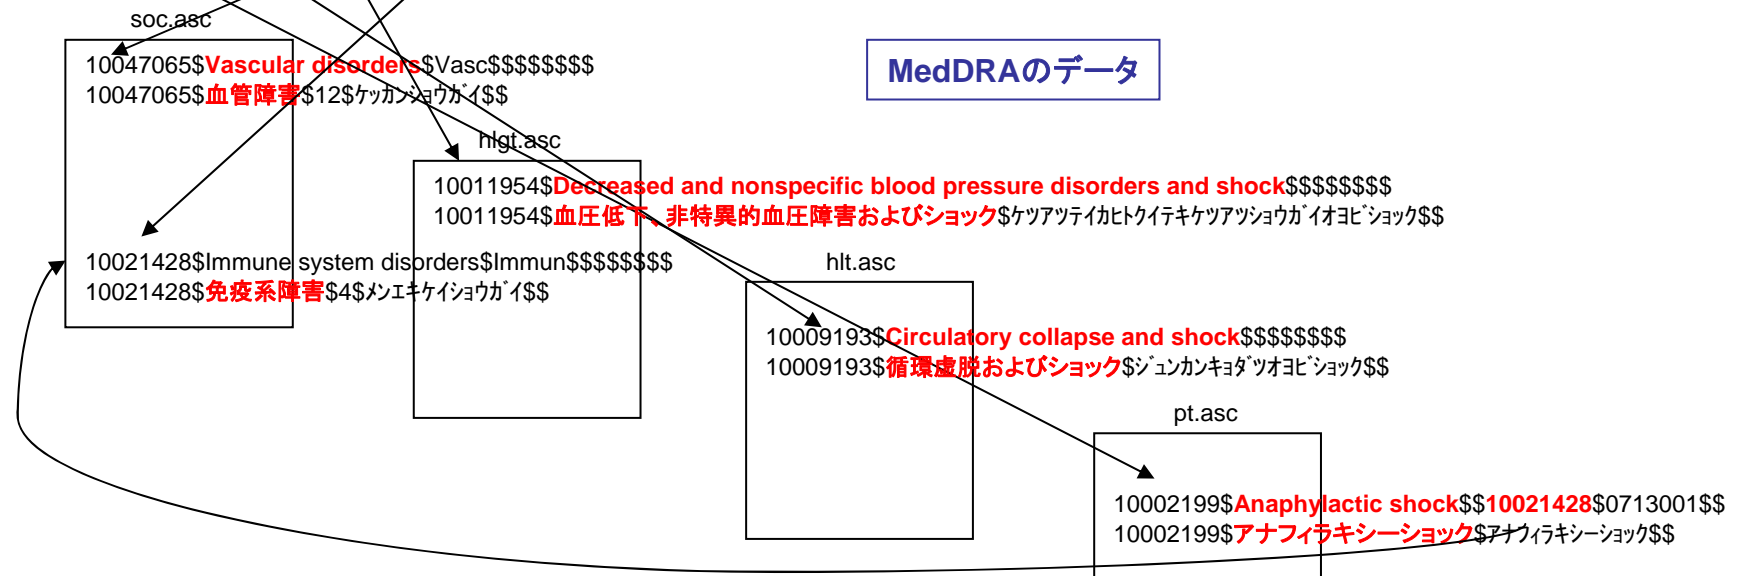 soc.asc
10047065$Vascular disorders$Vasc$$$$$$$$
10047065$血管障害$12$ケッカンショウガイ$$
MedDRAのデータ
hlgt.asc
10011954$Decreased and nonspecific blood pressure disorders and shock$$$$$$$$
10011954$血圧低下、非特異的血圧障害およびショック$ケツアツテイカヒトクイテキケツアツショウガイオヨビショック$$
10021428$Immune system disorders$Immun$$$$$$$$
10021428$免疫系障害$4$メンエキケイショウガイ$$
hlt.asc
10009193$Circulatory collapse and shock$$$$$$$$
10009193$循環虚脱およびショック$ジュンカンキョダツオヨビショック$$
pt.asc
10002199$Anaphylactic shock$$10021428$0713001$$
10002199$アナフィラキシーショック$アナフィラキシーショック$$